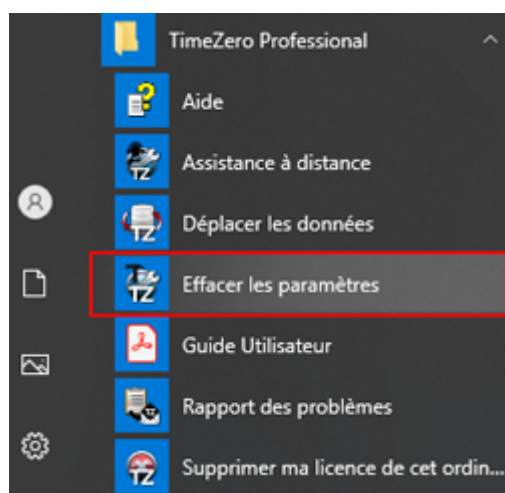 TimeZero Professional
Aide
Assistance à distance
Déplacer les données
Effacer les paramètres
Guide Utilisateur
Rapport des problèmes
Supprimer ma licence de cet ordin...